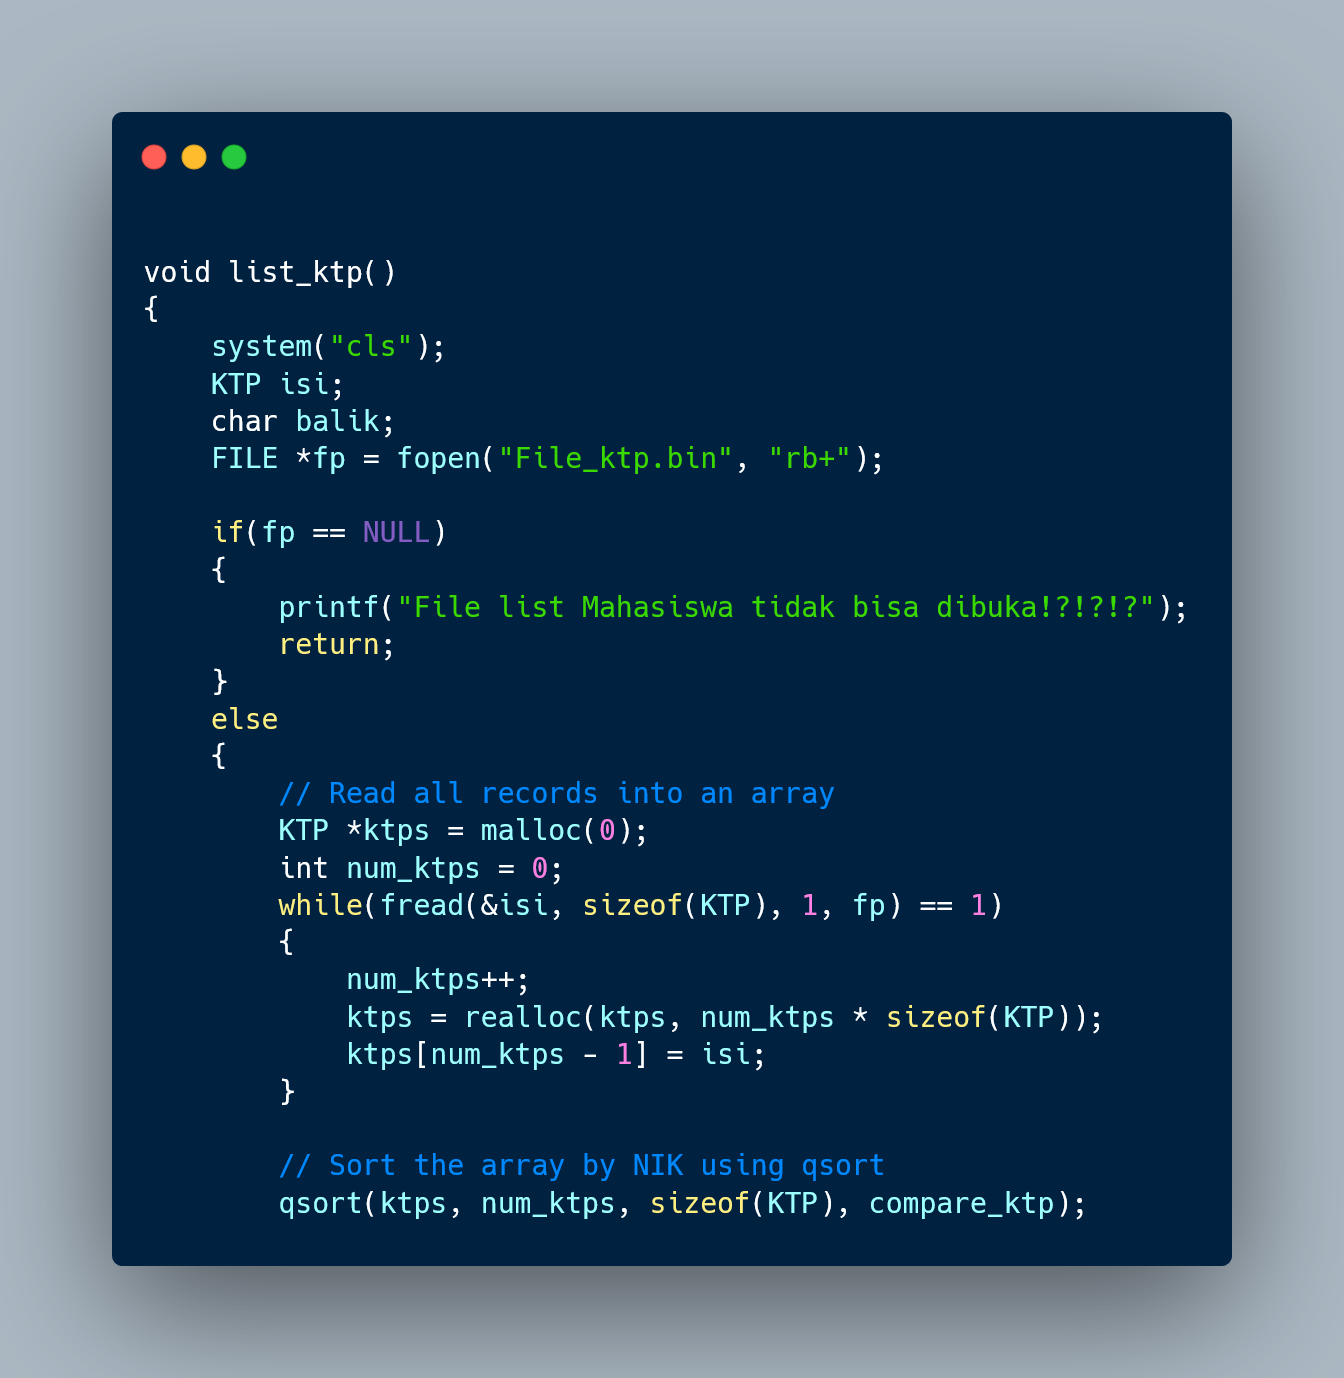 void list_ktp()
{
    system("cls");
    KTP isi;
    char balik;
    FILE *fp = fopen("File_ktp.bin", "rb+");

    if(fp == NULL)
    {
        printf("File list Mahasiswa tidak bisa dibuka!?!?!?");
        return;
    }
    else
    {
        // Read all records into an array
        KTP *ktps = malloc(0);
        int num_ktps = 0;
        while(fread(&isi, sizeof(KTP), 1, fp) == 1)
        {
            num_ktps++;
            ktps = realloc(ktps, num_ktps * sizeof(KTP));
            ktps[num_ktps - 1] = isi;
        }

        // Sort the array by NIK using qsort
        qsort(ktps, num_ktps, sizeof(KTP), compare_ktp);